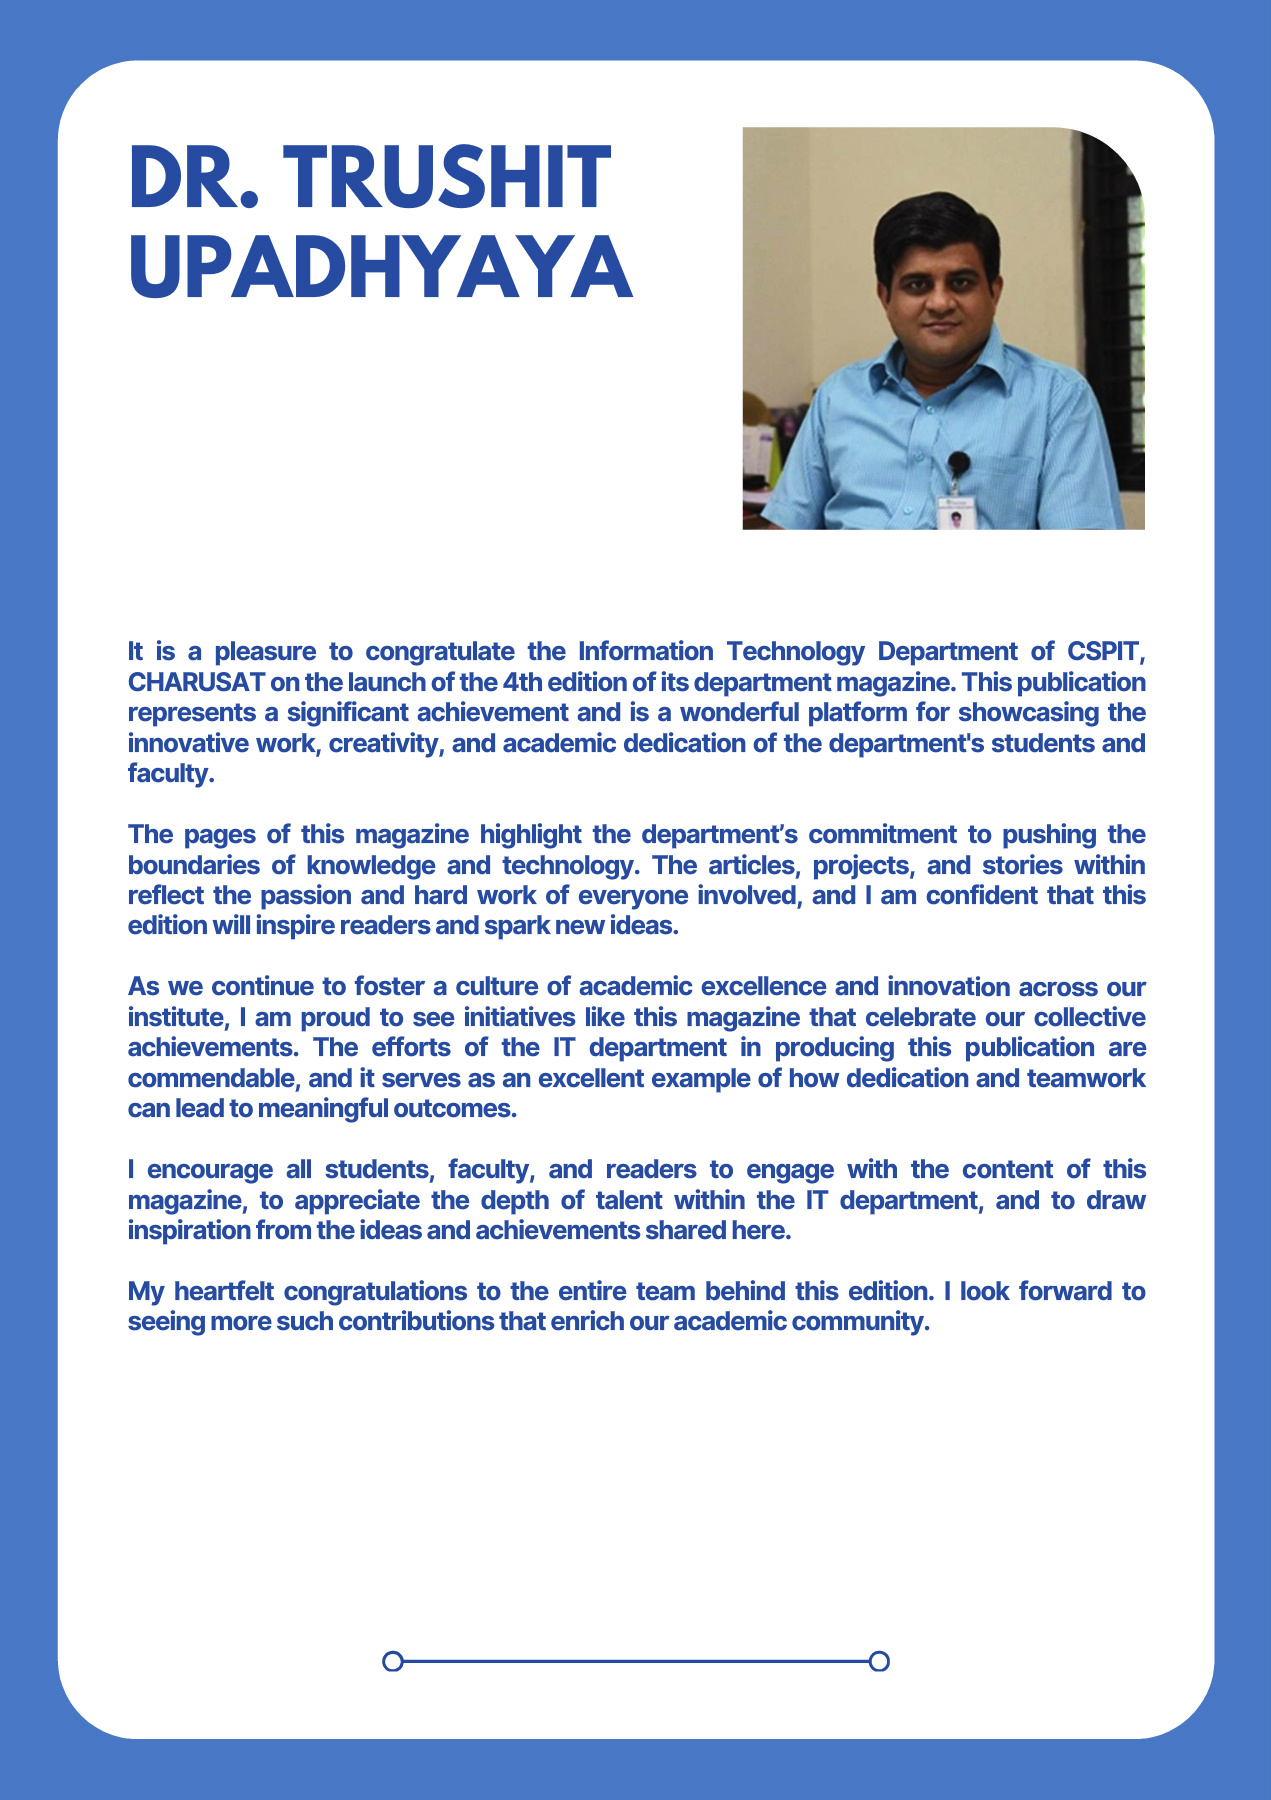 DR. TRUSHIT
UPADHYAYA
It is a pleasure to congratulate the Information Technology Department of CSPIT,
CHARUSAT on the launch of the 4th edition of its department magazine. This publication
represents a significant achievement and is a wonderful platform for showcasing the
innovative work, creativity, and academic dedication of the department's students and
faculty.
The pages of this magazine highlight the department’s commitment to pushing the
boundaries of knowledge and technology. The articles, projects, and stories within
reflect the passion and hard work of everyone involved, and I am confident that this
edition will inspire readers and spark new ideas.
As we continue to foster a culture of academic excellence and innovation across our
institute, I am proud to see initiatives like this magazine that celebrate our collective
achievements. The efforts of the IT department in producing this publication are
commendable, and it serves as an excellent example of how dedication and teamwork
can lead to meaningful outcomes.
I encourage all students, faculty, and readers to engage with the content of this
magazine, to appreciate the depth of talent within the IT department, and to draw
inspiration from the ideas and achievements shared here.
My heartfelt congratulations to the entire team behind this edition. I look forward to
seeing more such contributions that enrich our academic community.